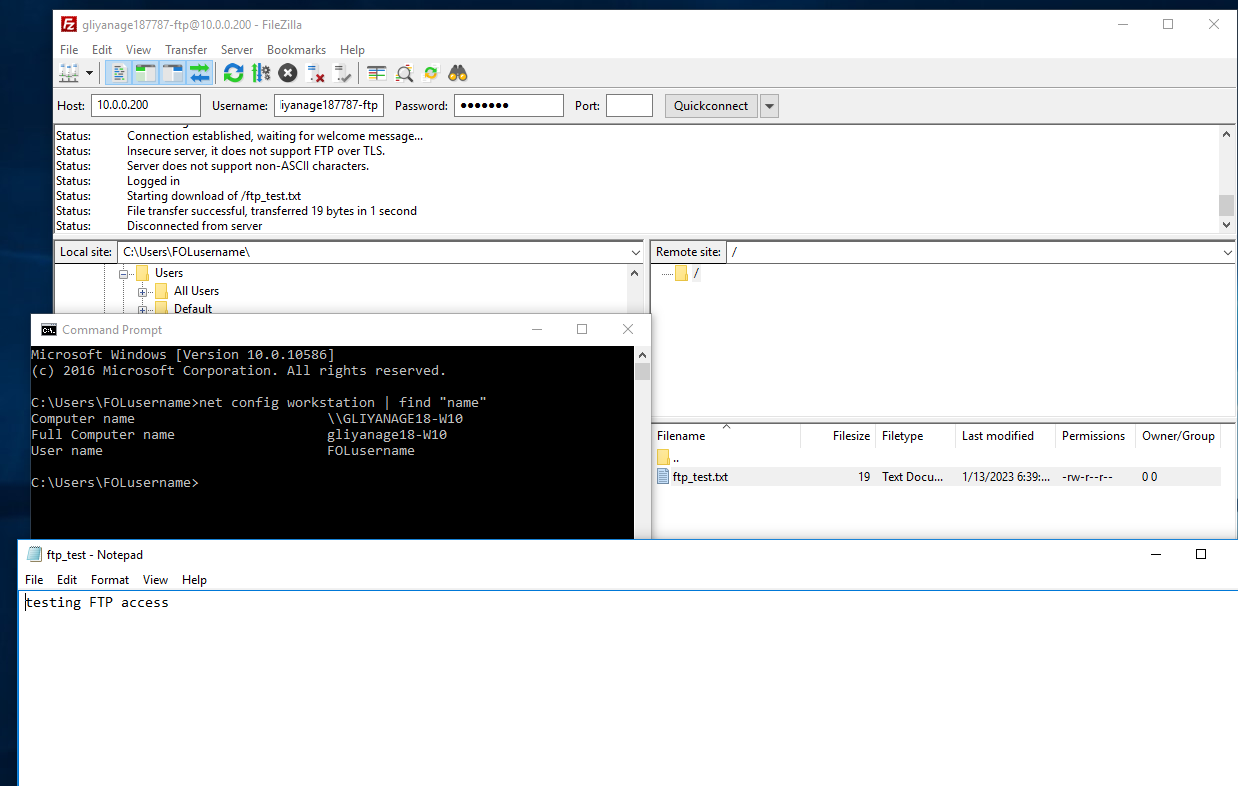 gliyanage187787-ftp@10.0.0.200 - FileZilla
File Edit View Transfer Server Bookmarks Help
Host: 10.0.0.200 Username: iyanage187787-ftp Password: ●●●●●●● Port: Quickconnect
Status: Connection established, waiting for welcome message...
Status: Insecure server, it does not support FTP over TLS.
Status: Server does not support non-ASCII characters.
Status: Logged in
Status: Starting download of /ftp_test.txt
Status: File transfer successful, transferred 19 bytes in 1 second
Status: Disconnected from server
Local site: C:\Users\FOLusername\
Users
All Users
Default
Remote site: /
/
Command Prompt
Microsoft Windows [Version 10.0.10586]
(c) 2016 Microsoft Corporation. All rights reserved.
C:\Users\FOLusername>net config workstation | find "name"
Computer name \\GLIYANAGE18-W10
Full Computer name gliyanage18-W10
User name FOLusername
C:\Users\FOLusername>
Filename Filesize Filetype Last modified Permissions Owner/Group
..
ftp_test.txt 19 Text Docu... 1/13/2023 6:39:... -rw-r--r-- 0 0
ftp_test - Notepad
File Edit Format View Help
testing FTP access